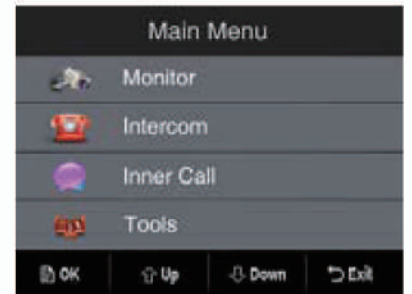 Main Menu
Monitor
Intercom
Inner Call
Tools
OK Up Down Exit